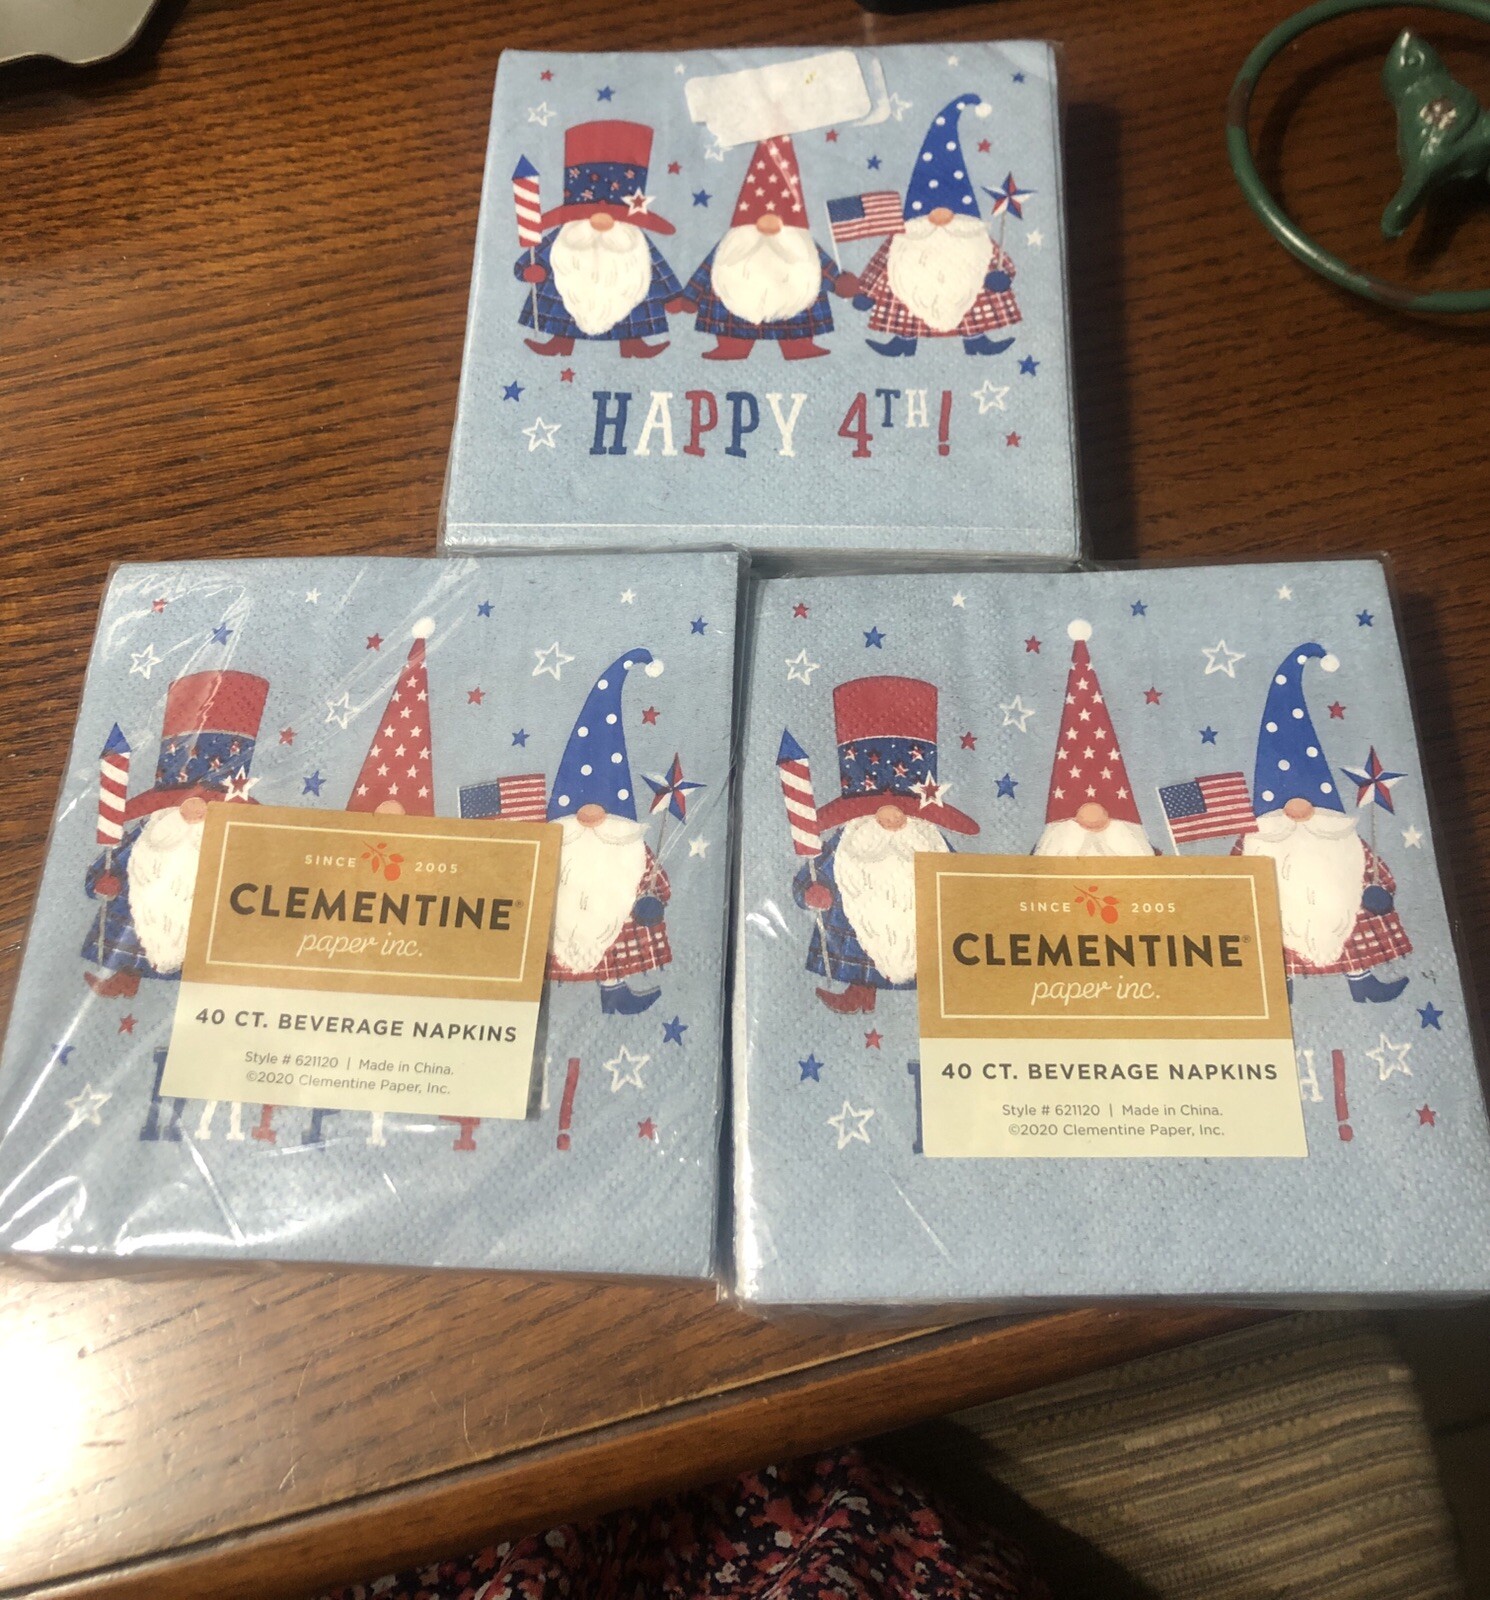 HAPPY 4TH!
SINCE 2005
CLEMENTINE®
paper inc.
40 CT. BEVERAGE NAPKINS
Style # 621120 | Made in China.
©2020 Clementine Paper, Inc.
HAPPY 4TH!
SINCE 2005
CLEMENTINE®
paper inc.
40 CT. BEVERAGE NAPKINS
Style # 621120 | Made in China.
©2020 Clementine Paper, Inc.
H!